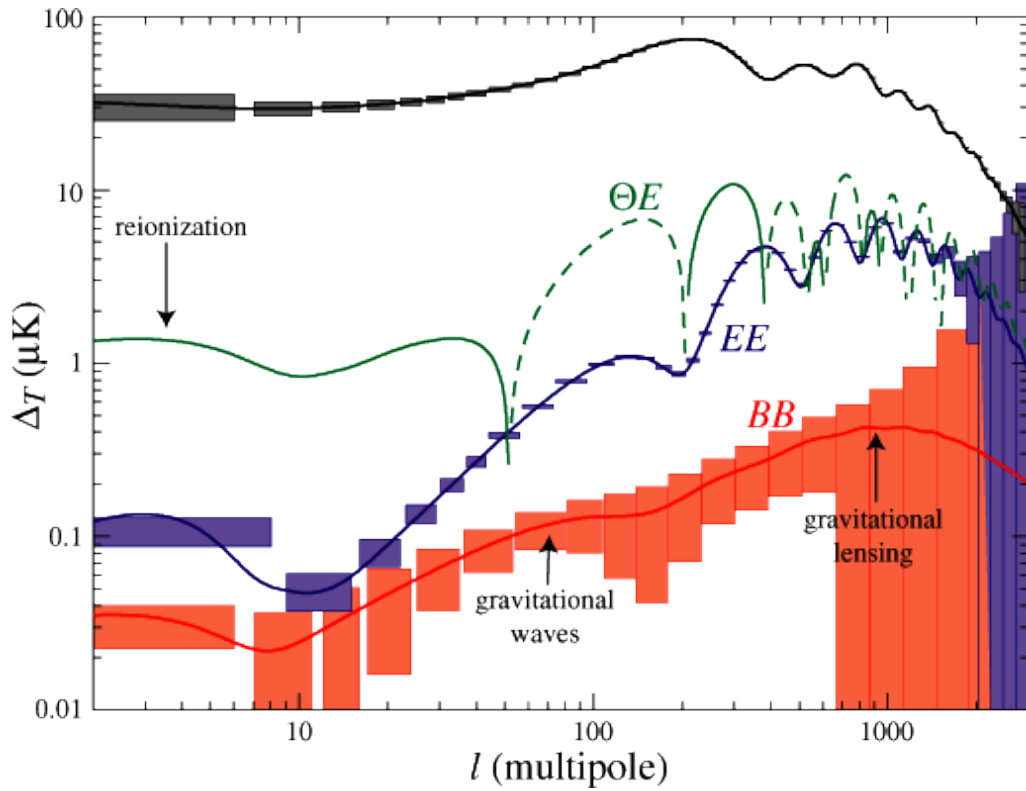 100
10
1
0.1
0.01
Δ_T (μK)
reionization
ΘE
EE
BB
gravitational
waves
gravitational
lensing
10
100
1000
l (multipole)